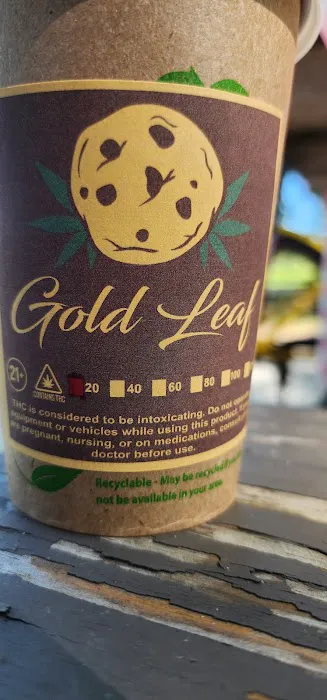 Gold Leaf
21+ CONTAINS THC 20 40 60 80 100
THC is considered to be intoxicating. Do not
equipment or vehicles while using this product. If
are pregnant, nursing, or on medications,
doctor before use.
Recyclable - May be recycled
not be available in your area